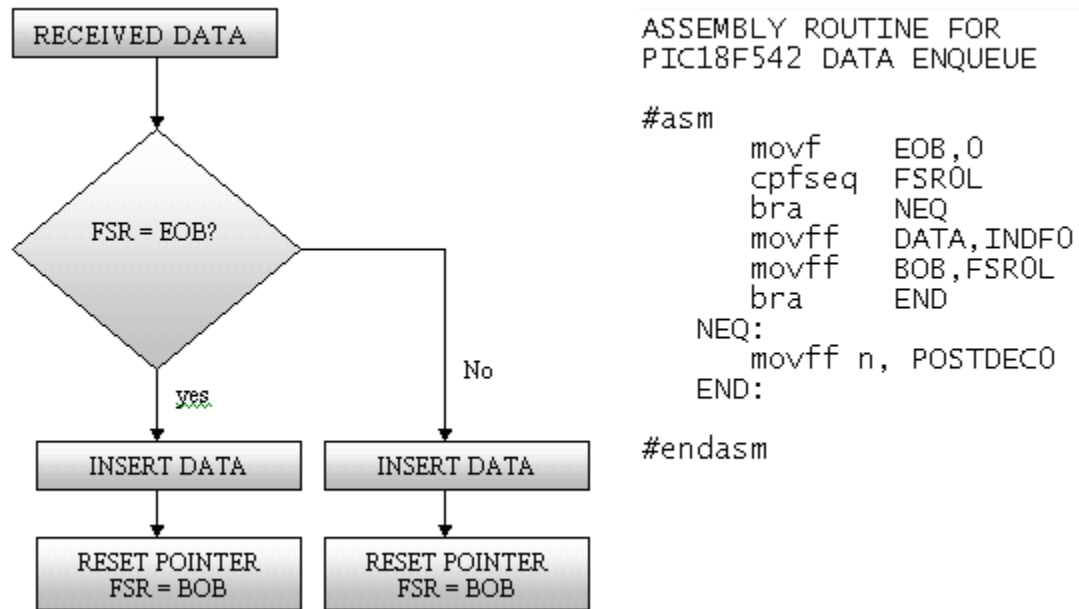 RECEIVED DATA
FSR = EOB?
yes
No
INSERT DATA
INSERT DATA
RESET POINTER
FSR = BOB
RESET POINTER
FSR = BOB
ASSEMBLY ROUTINE FOR
PIC18F542 DATA ENQUEUE
#asm
movf EOB,0
cpfseq FSR0L
bra NEQ
movff DATA,INDF0
movff BOB,FSR0L
bra END
NEQ:
movff n, POSTDEC0
END:
#endasm